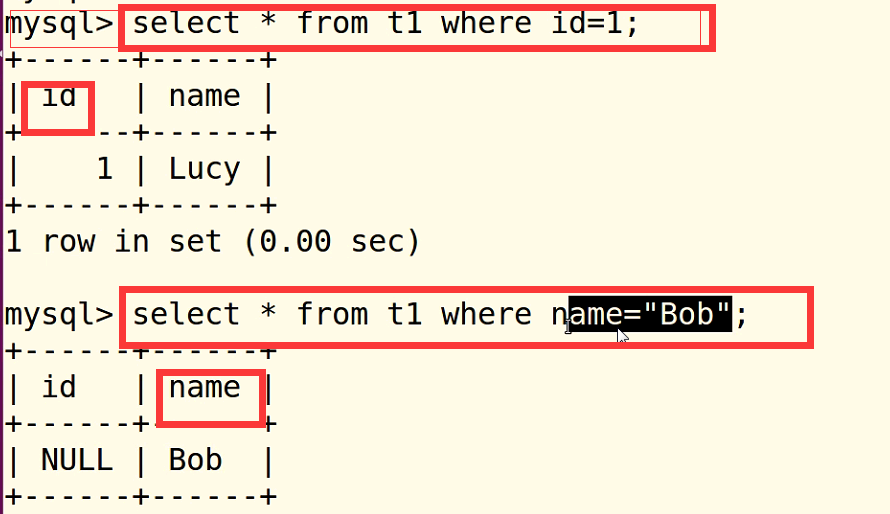 mysql> select * from t1 where id=1;
+------+------+
| id   | name |
+------+------+
|    1 | Lucy |
+------+------+
1 row in set (0.00 sec)
mysql> select * from t1 where name="Bob";
+------+------+
| id   | name |
+------+------+
| NULL | Bob  |
+------+------+